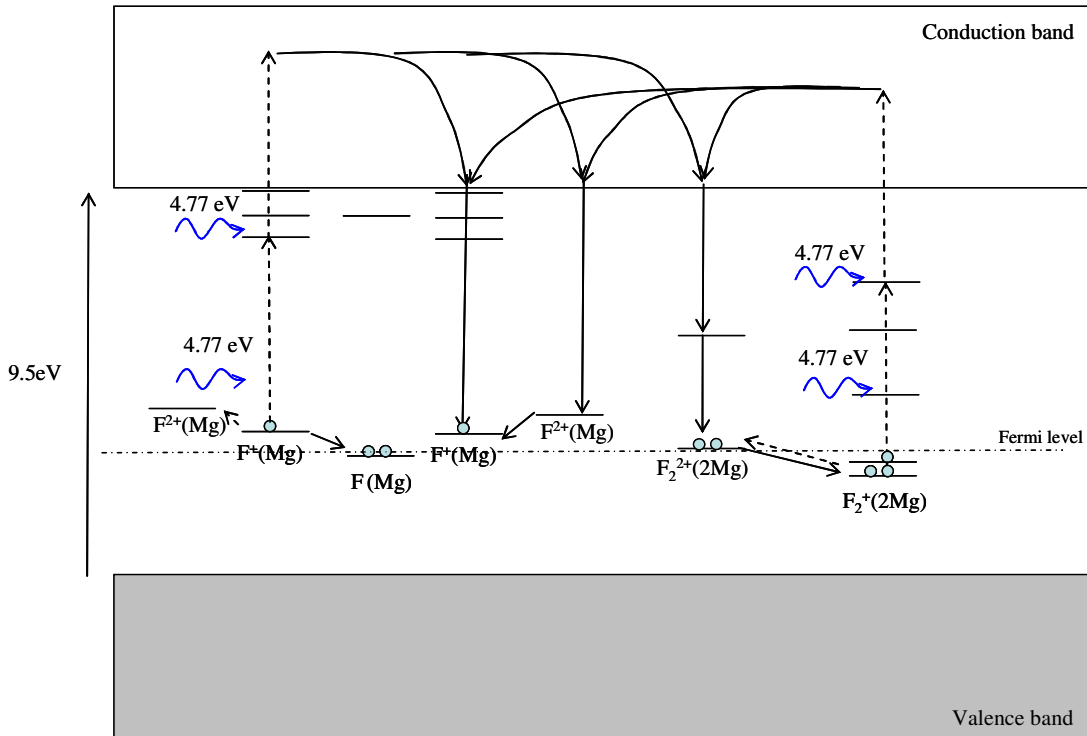 Conduction band
4.77 eV
4.77 eV
4.77 eV
4.77 eV
9.5eV
F²⁺(Mg)
F⁺(Mg)
F(Mg)
F⁺(Mg)
F²⁺(Mg)
F₂²⁺(2Mg)
F₂⁺(2Mg)
Fermi level
Valence band